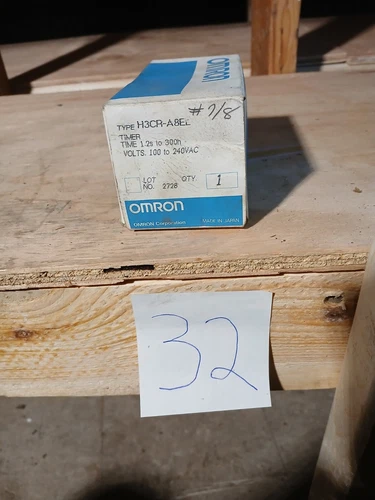 OMRON
#7/8
TYPE H3CR-A8EL
TIMER
TIME 1.2s to 300h
VOLTS. 100 to 240VAC
LOT NO. 2728
QTY 1
OMRON
OMRON Corporation MADE IN JAPAN
32